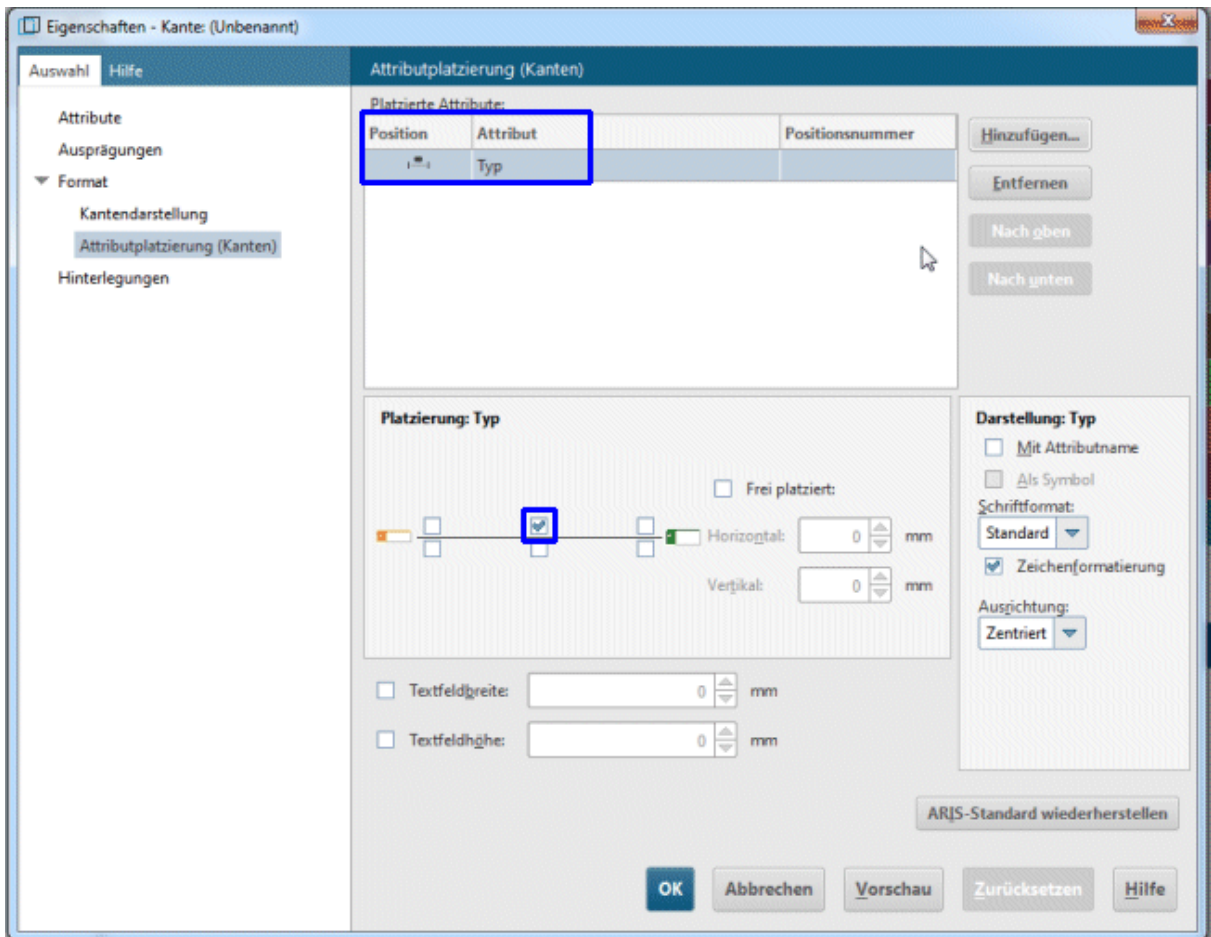 Eigenschaften - Kante: (Unbenannt)
Auswahl Hilfe
Attribute
Ausprägungen
Format
Kantendarstellung
Attributplatzierung (Kanten)
Hinterlegungen
Attributplatzierung (Kanten)
Platzierte Attribute:
Position Attribut Positionsnummer
Typ
Hinzufügen...
Entfernen
Nach oben
Nach unten
Platzierung: Typ
Frei platziert:
Horizontal: 0 mm
Vertikal: 0 mm
Darstellung: Typ
Mit Attributname
Als Symbol
Schriftformat:
Standard
Zeichenformatierung
Ausrichtung:
Zentriert
Textfeldbreite: 0 mm
Textfeldhöhe: 0 mm
ARIS-Standard wiederherstellen
OK Abbrechen Vorschau Zurücksetzen Hilfe